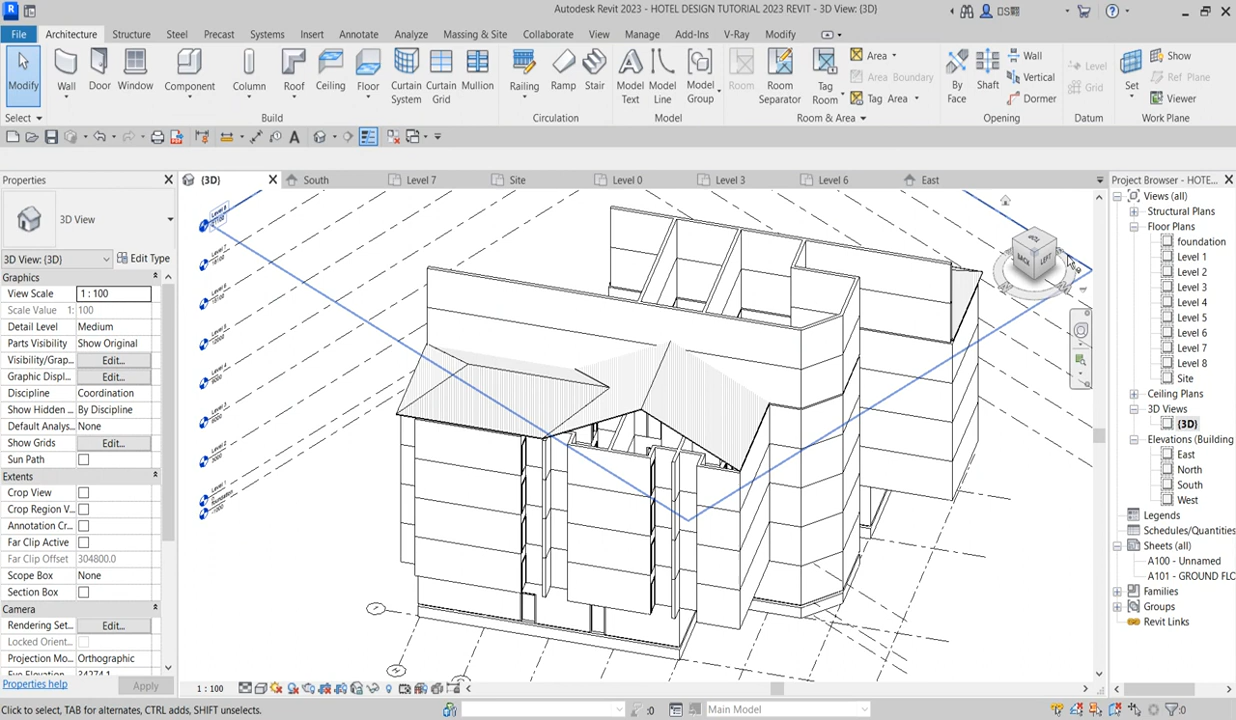 Autodesk Revit 2023 - HOTEL DESIGN TUTORIAL 2023 REVIT - 3D View: {3D}
File Architecture Structure Steel Precast Systems Insert Annotate Analyze Massing & Site Collaborate View Manage Add-Ins V-Ray Modify
Modify Wall Door Window Component Column Roof Ceiling Floor Curtain System Curtain Grid Mullion Railing Ramp Stair Model Text Model Line Model Group Room Room Separator Tag Room
Area
Area Boundary
Tag Area
By Face Shaft Wall Vertical Dormer
Level
Grid
Set Show Ref Plane Viewer
Select Build Circulation Model Room & Area Opening Datum Work Plane
Properties
{3D} South Level 7 Site Level 0 Level 3 Level 6 East
Project Browser - HOTE...
3D View
3D View: {3D} Edit Type
Graphics
View Scale 1 : 100
Scale Value 1: 100
Detail Level Medium
Parts Visibility Show Original
Visibility/Grap... Edit...
Graphic Displ... Edit...
Discipline Coordination
Show Hidden ... By Discipline
Default Analys... None
Show Grids Edit...
Sun Path
Extents
Crop View
Crop Region V...
Annotation Cr...
Far Clip Active
Far Clip Offset 304800.0
Scope Box None
Section Box
Camera
Rendering Set... Edit...
Locked Orient...
Projection Mo... Orthographic
Properties help Apply
BACK LEFT
Views (all)
Structural Plans
Floor Plans
foundation
Level 1
Level 2
Level 3
Level 4
Level 5
Level 6
Level 7
Level 8
Site
Ceiling Plans
3D Views
{3D}
Elevations (Building
East
North
South
West
Legends
Schedules/Quantities
Sheets (all)
A100 - Unnamed
A101 - GROUND FLC
Families
Groups
Revit Links
1 : 100
Click to select, TAB for alternates, CTRL adds, SHIFT unselects.
:0 Main Model :0